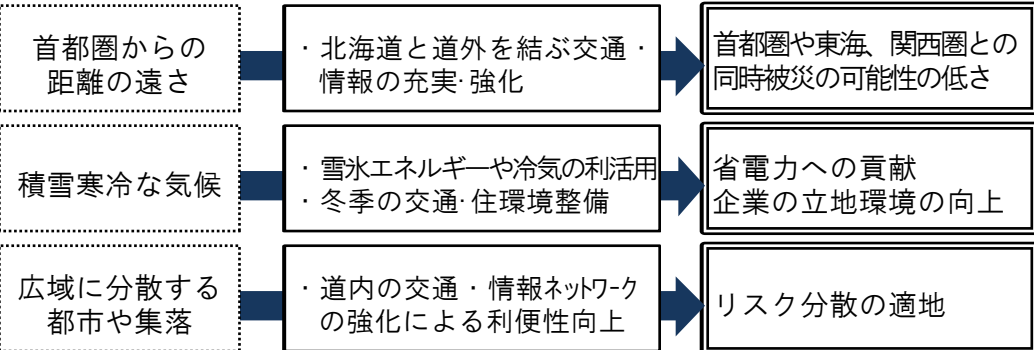 首都圏からの
距離の遠さ
・北海道と道外を結ぶ交通・
情報の充実・強化
首都圏や東海、関西圏との
同時被災の可能性の低さ
積雪寒冷な気候
・雪氷エネルギーや冷気の利活用
・冬季の交通・住環境整備
省電力への貢献
企業の立地環境の向上
広域に分散する
都市や集落
・道内の交通・情報ネットワーク
の強化による利便性向上
リスク分散の適地